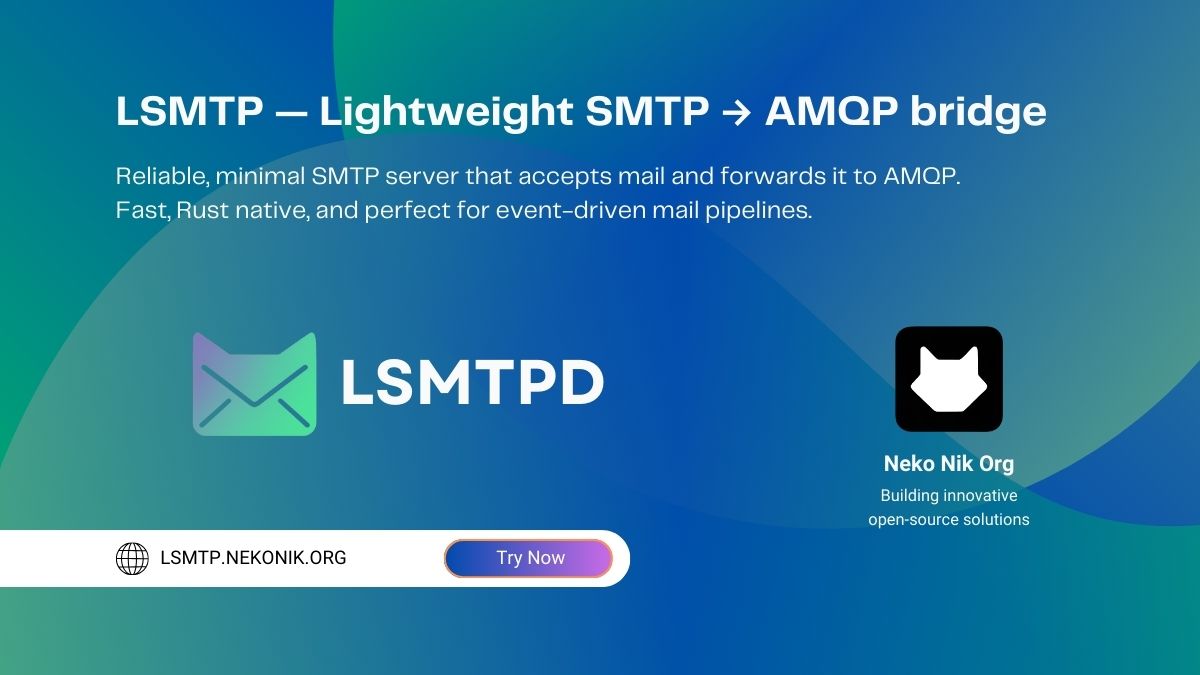 LSMTP — Lightweight SMTP → AMQP bridge
Reliable, minimal SMTP server that accepts mail and forwards it to AMQP.
Fast, Rust native, and perfect for event-driven mail pipelines.
LSMTPD
Neko Nik Org
Building innovative
open-source solutions
LSMTP.NEKONIK.ORG
Try Now